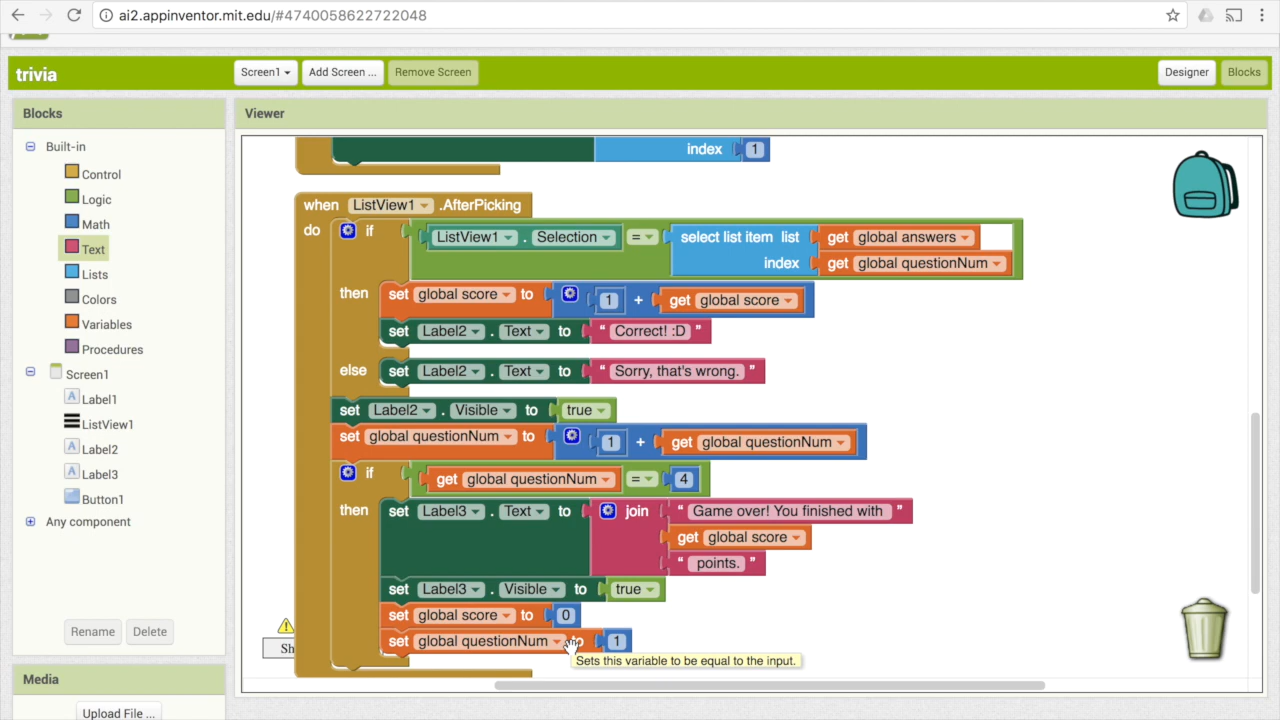 ai2.appinventor.mit.edu/#4740058622722048
trivia
Screen1
Add Screen ...
Remove Screen
Designer
Blocks
Blocks
Viewer
Built-in
Control
Logic
Math
Text
Lists
Colors
Variables
Procedures
Screen1
Label1
ListView1
Label2
Label3
Button1
Any component
Rename
Delete
Media
Upload File ...
index 1
when ListView1 .AfterPicking
do if ListView1 . Selection = select list item list get global answers
index get global questionNum
then set global score to 1 + get global score
set Label2 . Text to “ Correct! :D ”
else set Label2 . Text to “ Sorry, that's wrong. ”
set Label2 . Visible to true
set global questionNum to 1 + get global questionNum
if get global questionNum = 4
then set Label3 . Text to join “ Game over! You finished with ”
get global score
“ points. ”
set Label3 . Visible to true
set global score to 0
Sh
set global questionNum to 1
Sets this variable to be equal to the input.